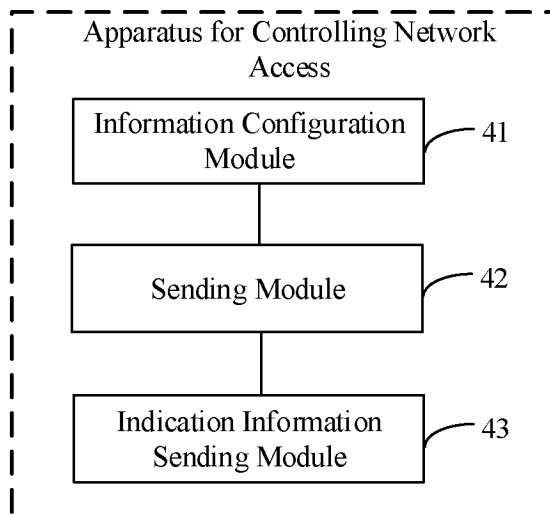 Apparatus for Controlling Network
Access
Information Configuration
Module
41
Sending Module
42
Indication Information
Sending Module
43